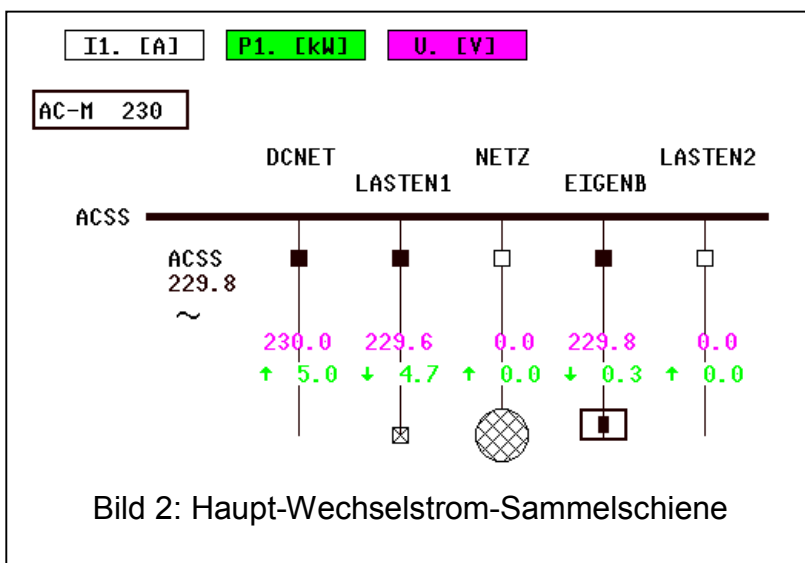 I1. [A] P1. [kW] U. [V]
AC-M 230
DCNET NETZ LASTEN2
LASTEN1 EIGENB
ACSS
ACSS
229.8
~
230.0 229.6 0.0 229.8 0.0
↑ 5.0 ↓ 4.7 ↑ 0.0 ↓ 0.3 ↑ 0.0
Bild 2: Haupt-Wechselstrom-Sammelschiene